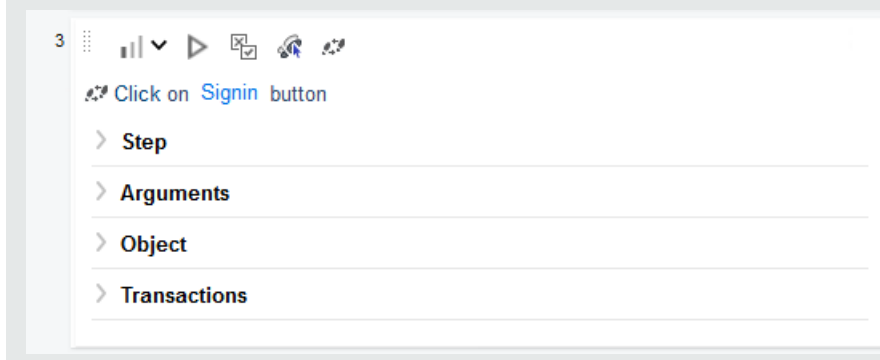 3
Click on Signin button
Step
Arguments
Object
Transactions